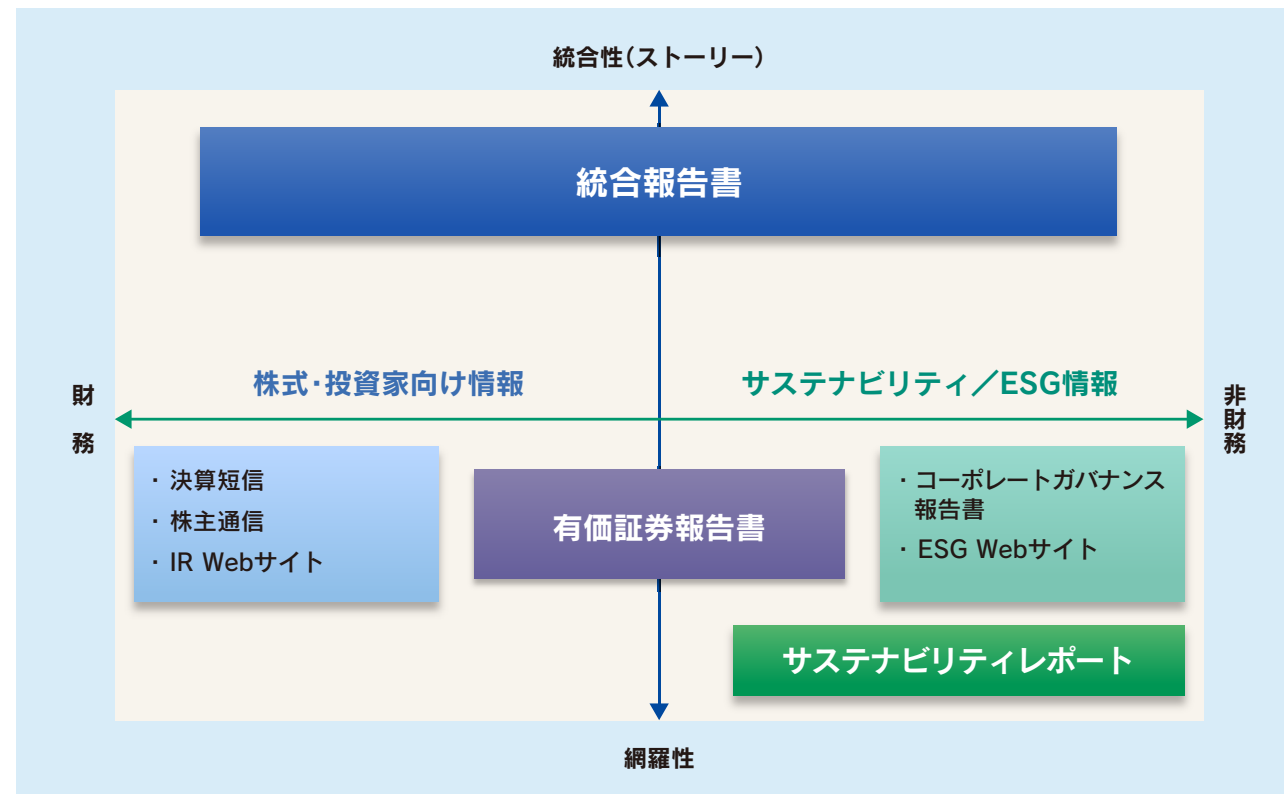 統合性（ストーリー）
統合報告書
株式・投資家向け情報
サステナビリティ／ESG情報
財務
非財務
・決算短信
・株主通信
・IR Webサイト
有価証券報告書
・コーポレートガバナンス
報告書
・ESG Webサイト
サステナビリティレポート
網羅性